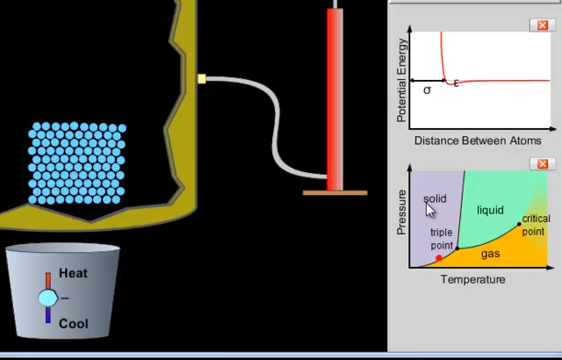 Potential Energy
σ
ε
Distance Between Atoms
Pressure
solid
liquid
critical
point
triple
point
gas
Temperature
Heat
Cool